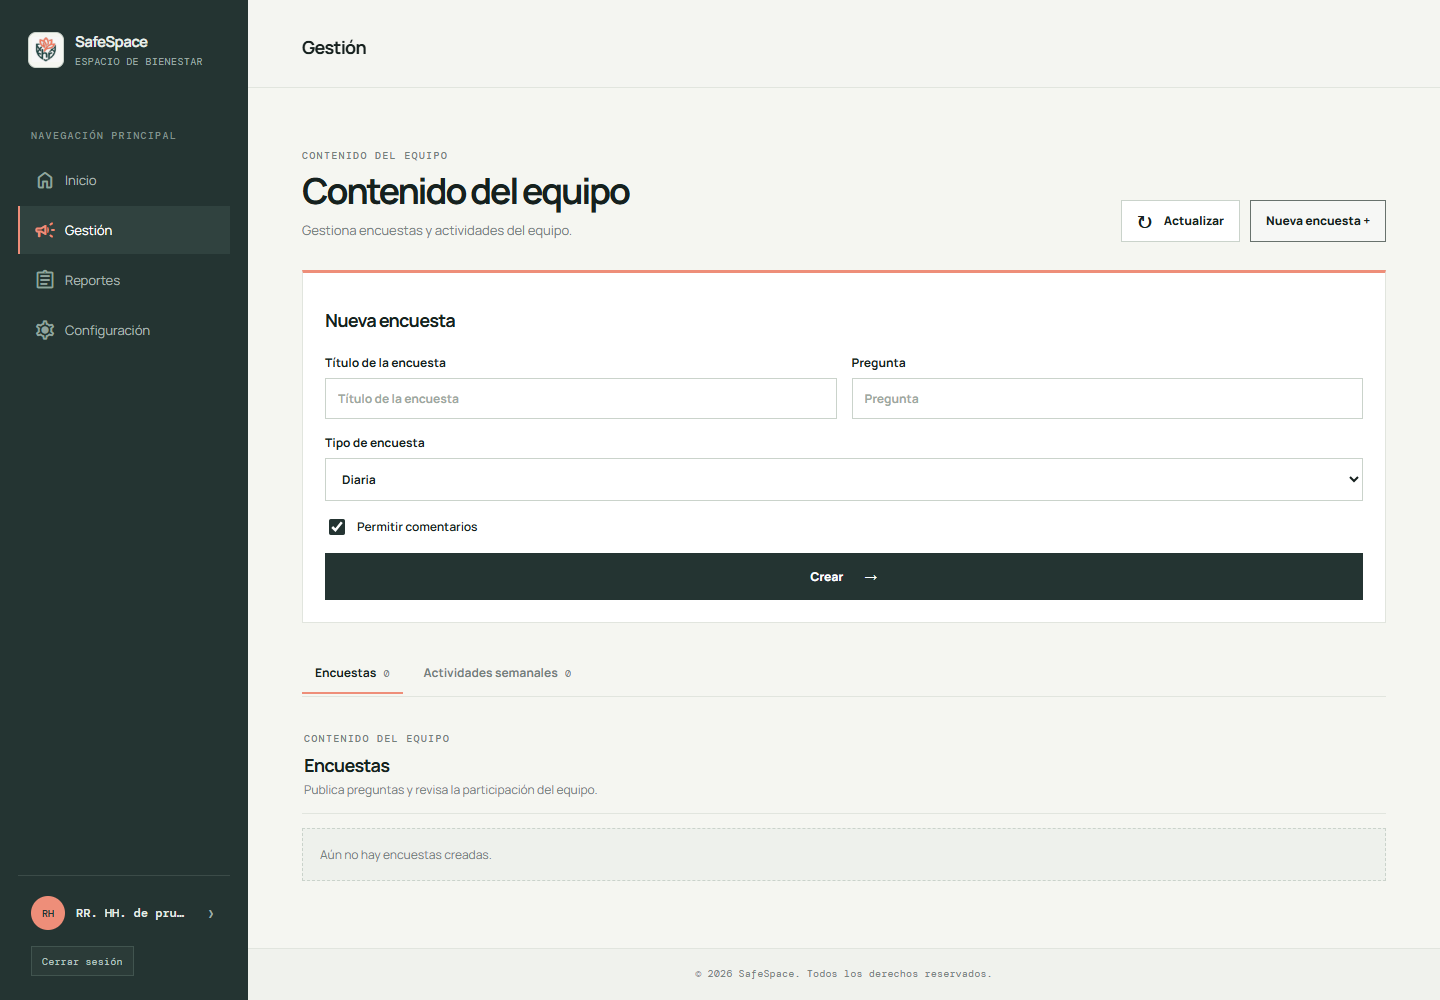 SafeSpace
ESPACIO DE BIENESTAR
NAVEGACIÓN PRINCIPAL
Inicio
Gestión
Reportes
Configuración
RH
RR. HH. de pru…
Cerrar sesión
Gestión
CONTENIDO DEL EQUIPO
Contenido del equipo
Gestiona encuestas y actividades del equipo.
↻ Actualizar
Nueva encuesta +
Nueva encuesta
Título de la encuesta
Título de la encuesta
Pregunta
Pregunta
Tipo de encuesta
Diaria
Permitir comentarios
Crear →
Encuestas 0
Actividades semanales 0
CONTENIDO DEL EQUIPO
Encuestas
Publica preguntas y revisa la participación del equipo.
Aún no hay encuestas creadas.
© 2026 SafeSpace. Todos los derechos reservados.